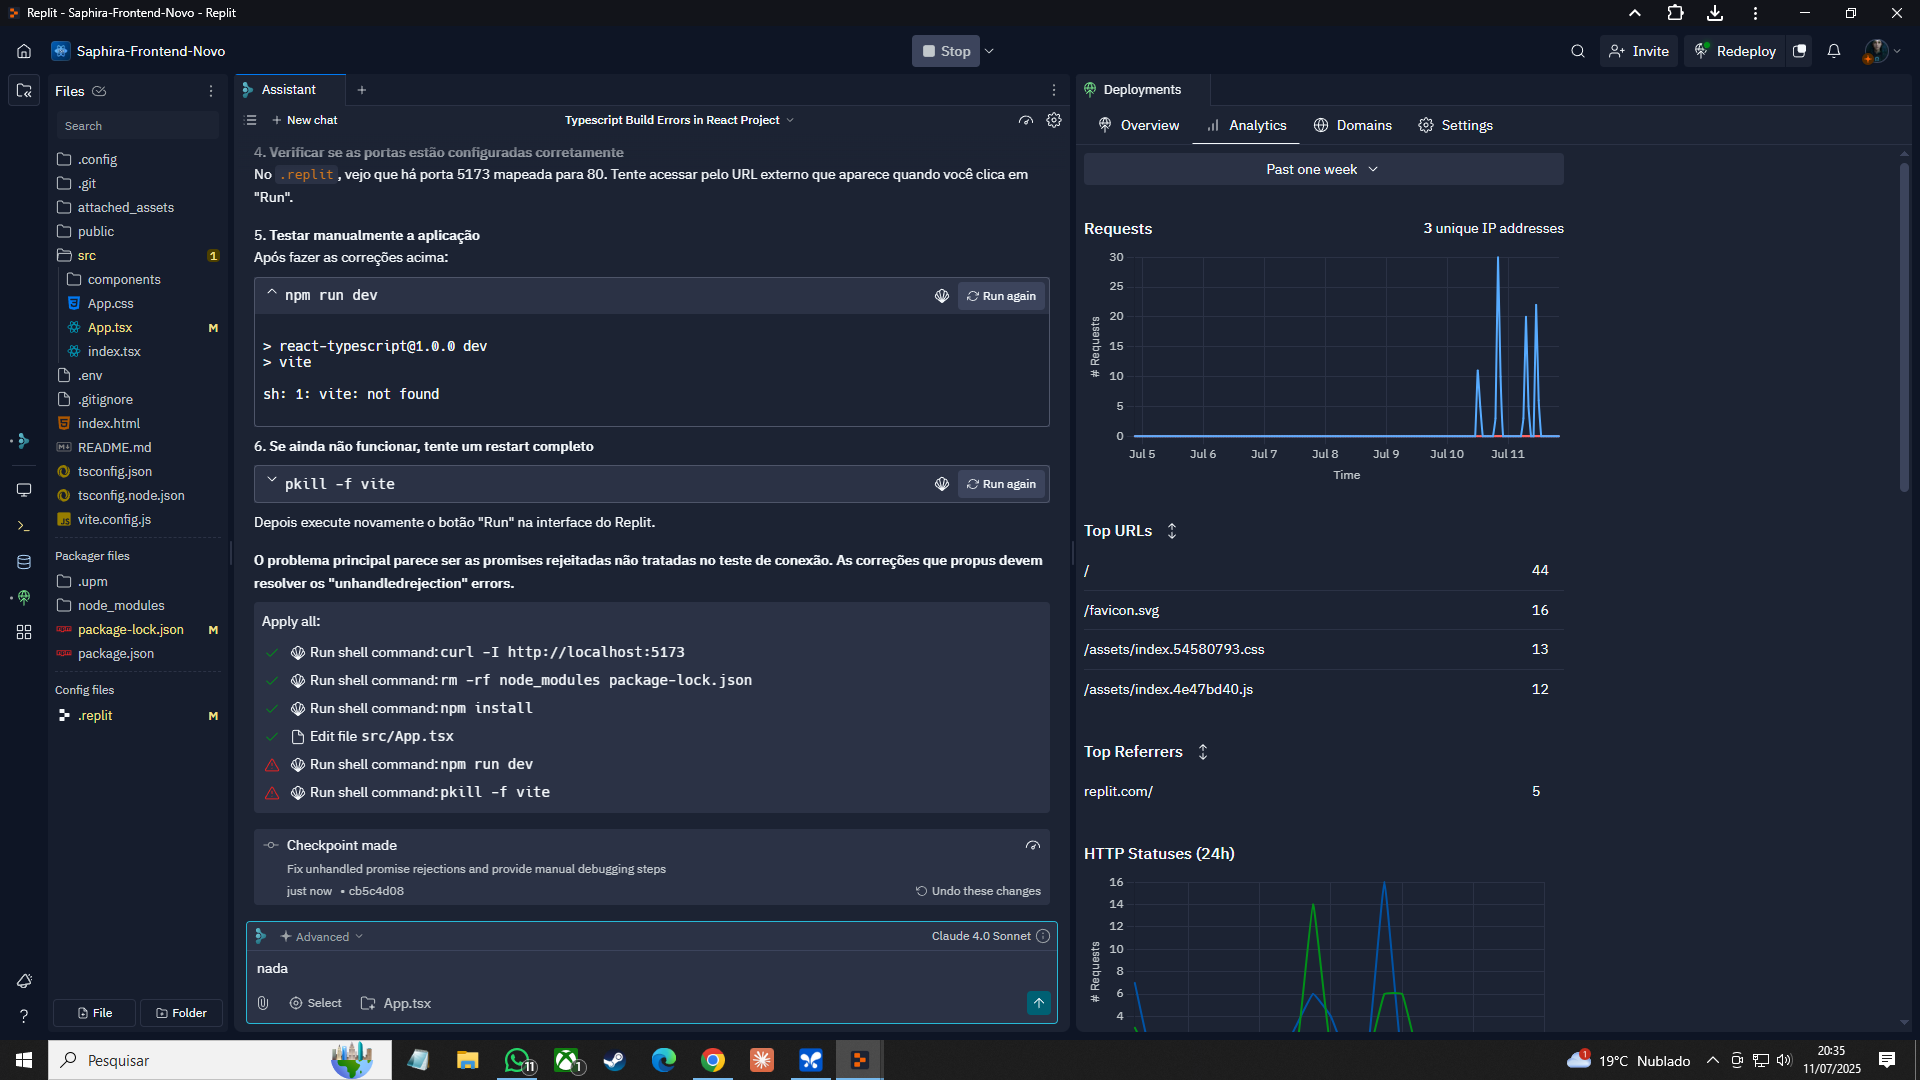 Replit - Saphira-Frontend-Novo - Replit
Saphira-Frontend-Novo
Stop
Invite
Redeploy
Files
Search
.config
.git
attached_assets
public
src
1
components
App.css
App.tsx
M
index.tsx
.env
.gitignore
index.html
README.md
tsconfig.json
tsconfig.node.json
vite.config.js
Packager files
.upm
node_modules
package-lock.json
M
package.json
Config files
.replit
M
File
Folder
Assistant
New chat
Typescript Build Errors in React Project
4. Verificar se as portas estão configuradas corretamente
No .replit, vejo que há porta 5173 mapeada para 80. Tente acessar pelo URL externo que aparece quando você clica em
"Run".
5. Testar manualmente a aplicação
Após fazer as correções acima:
npm run dev
Run again
> react-typescript@1.0.0 dev
> vite
sh: 1: vite: not found
6. Se ainda não funcionar, tente um restart completo
pkill -f vite
Run again
Depois execute novamente o botão "Run" na interface do Replit.
O problema principal parece ser as promises rejeitadas não tratadas no teste de conexão. As correções que propus devem
resolver os "unhandledrejection" errors.
Apply all:
Run shell command: curl -I http://localhost:5173
Run shell command: rm -rf node_modules package-lock.json
Run shell command: npm install
Edit file src/App.tsx
Run shell command: npm run dev
Run shell command: pkill -f vite
Checkpoint made
Fix unhandled promise rejections and provide manual debugging steps
just now • cb5c4d08
Undo these changes
Advanced
Claude 4.0 Sonnet
nada
Select
App.tsx
Deployments
Overview
Analytics
Domains
Settings
Past one week
Requests
3 unique IP addresses
30
25
20
15
10
5
0
# Requests
Jul 5
Jul 6
Jul 7
Jul 8
Jul 9
Jul 10
Jul 11
Time
Top URLs
/
44
/favicon.svg
16
/assets/index.54580793.css
13
/assets/index.4e47bd40.js
12
Top Referrers
replit.com/
5
HTTP Statuses (24h)
16
14
12
10
8
6
4
# Requests
Pesquisar
11
1
1
19°C Nublado
20:35
11/07/2025